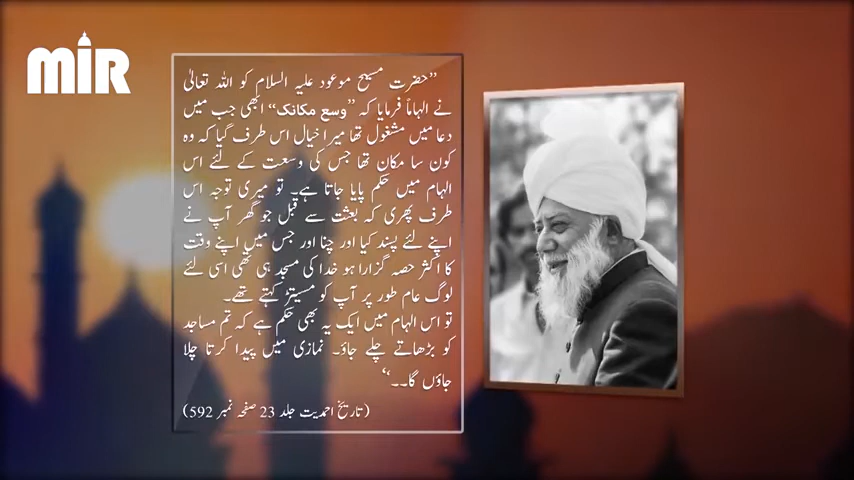 MIR
”حضرت مسیح موعود علیہ السلام کو اللہ تعالیٰ
نے الہاماً فرمایا کہ ”وسع مکانک“ ابھی جب میں
دعا میں مشغول تھا میرا خیال اس طرف گیا کہ وہ
کون سا مکان تھا جس کی وسعت کے لئے اس
الہام میں حکم پایا جاتا ہے۔ تو میری توجہ اس
طرف پھری کہ بعثت سے قبل جو گھر آپ نے
اپنے لئے پسند کیا اور چنا اور جس میں اپنے وقت
کا اکثر حصہ گزارا ہو خدا کی مسجد ہی تھی اسی لئے
لوگ عام طور پر آپ کو مسیتڑ کہتے تھے۔
تو اس الہام میں ایک یہ بھی حکم ہے کہ تم مساجد
کو بڑھاتے چلے جاؤ۔ نمازی میں پیدا کرتا چلا
جاؤں گا۔۔“
(تاریخ احمدیت جلد 23 صفحہ نمبر 592)